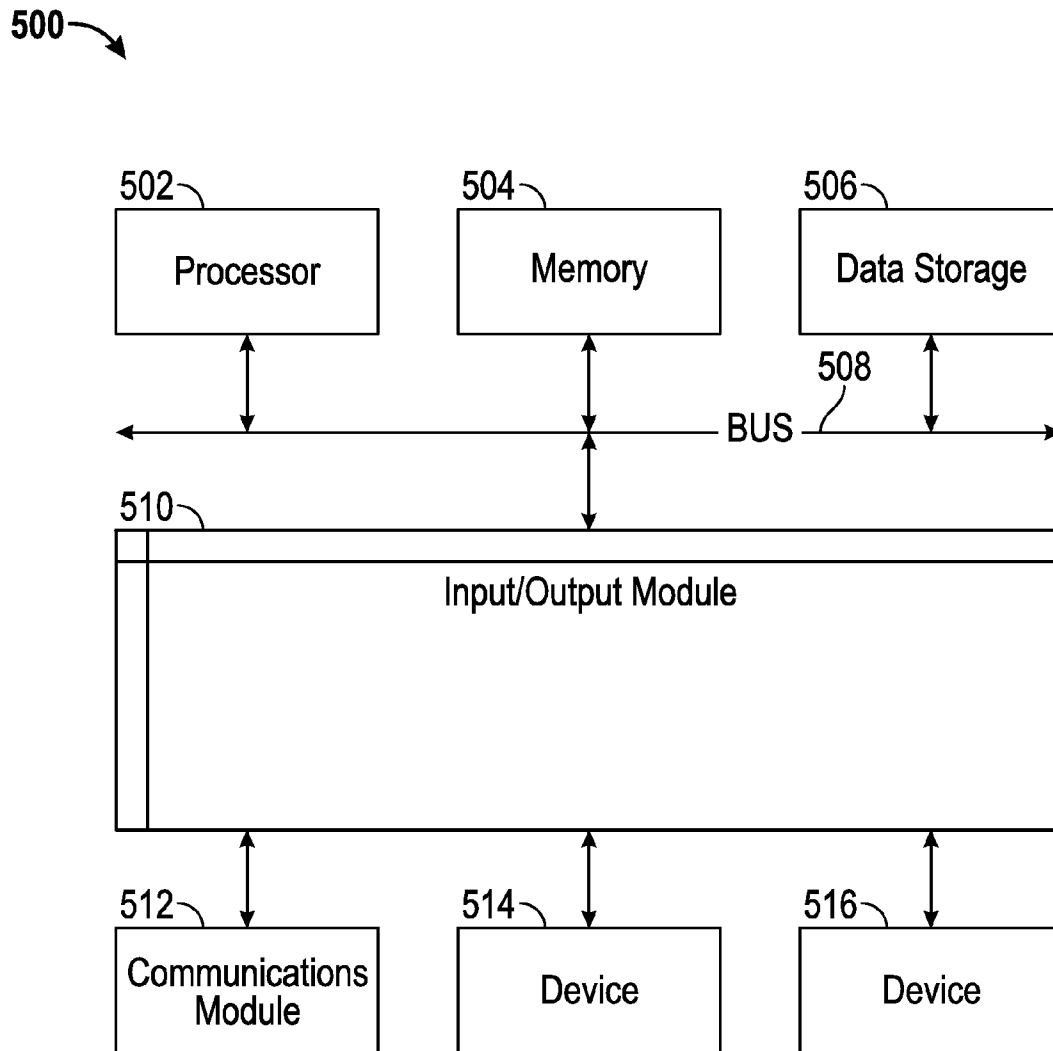 500
502
504
506
Processor
Memory
Data Storage
508
BUS
510
Input/Output Module
512
514
516
Communications
Module
Device
Device